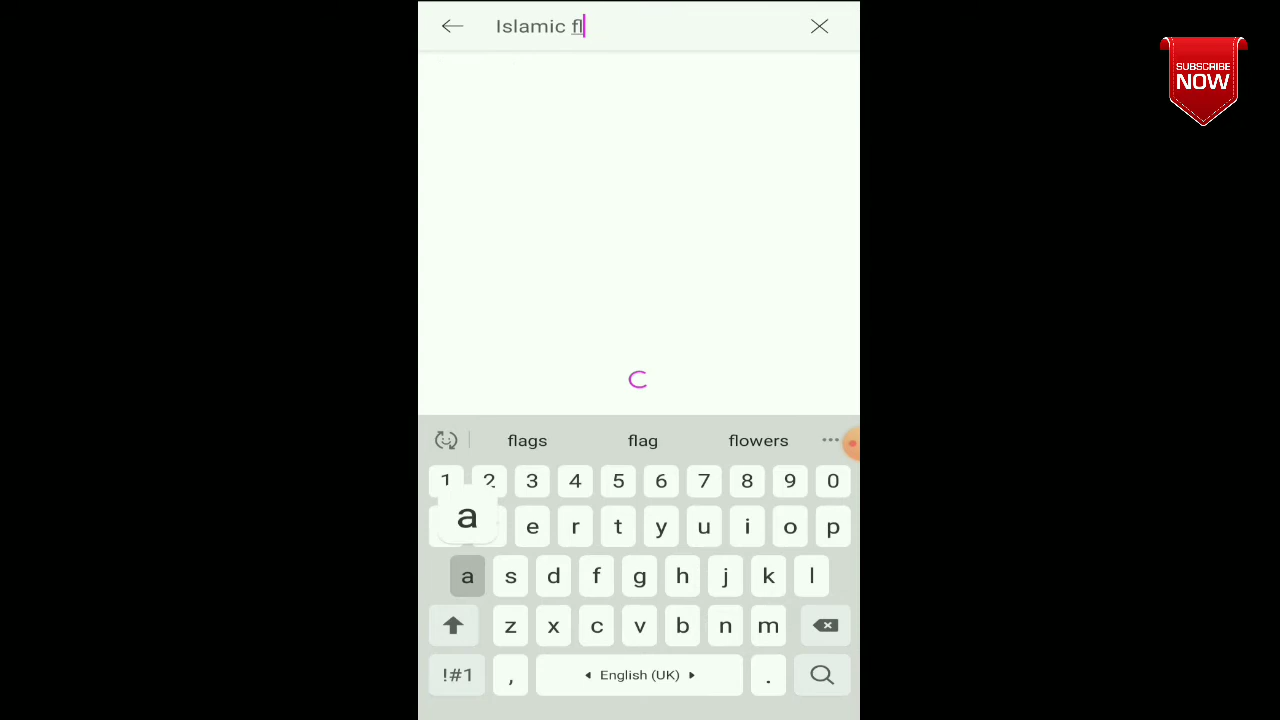 Islamic fl
SUBSCRIBE
NOW
flags flag flowers
1 2 3 4 5 6 7 8 9 0
a
e r t y u i o p
a s d f g h j k l
z x c v b n m
!#1 , English (UK) .